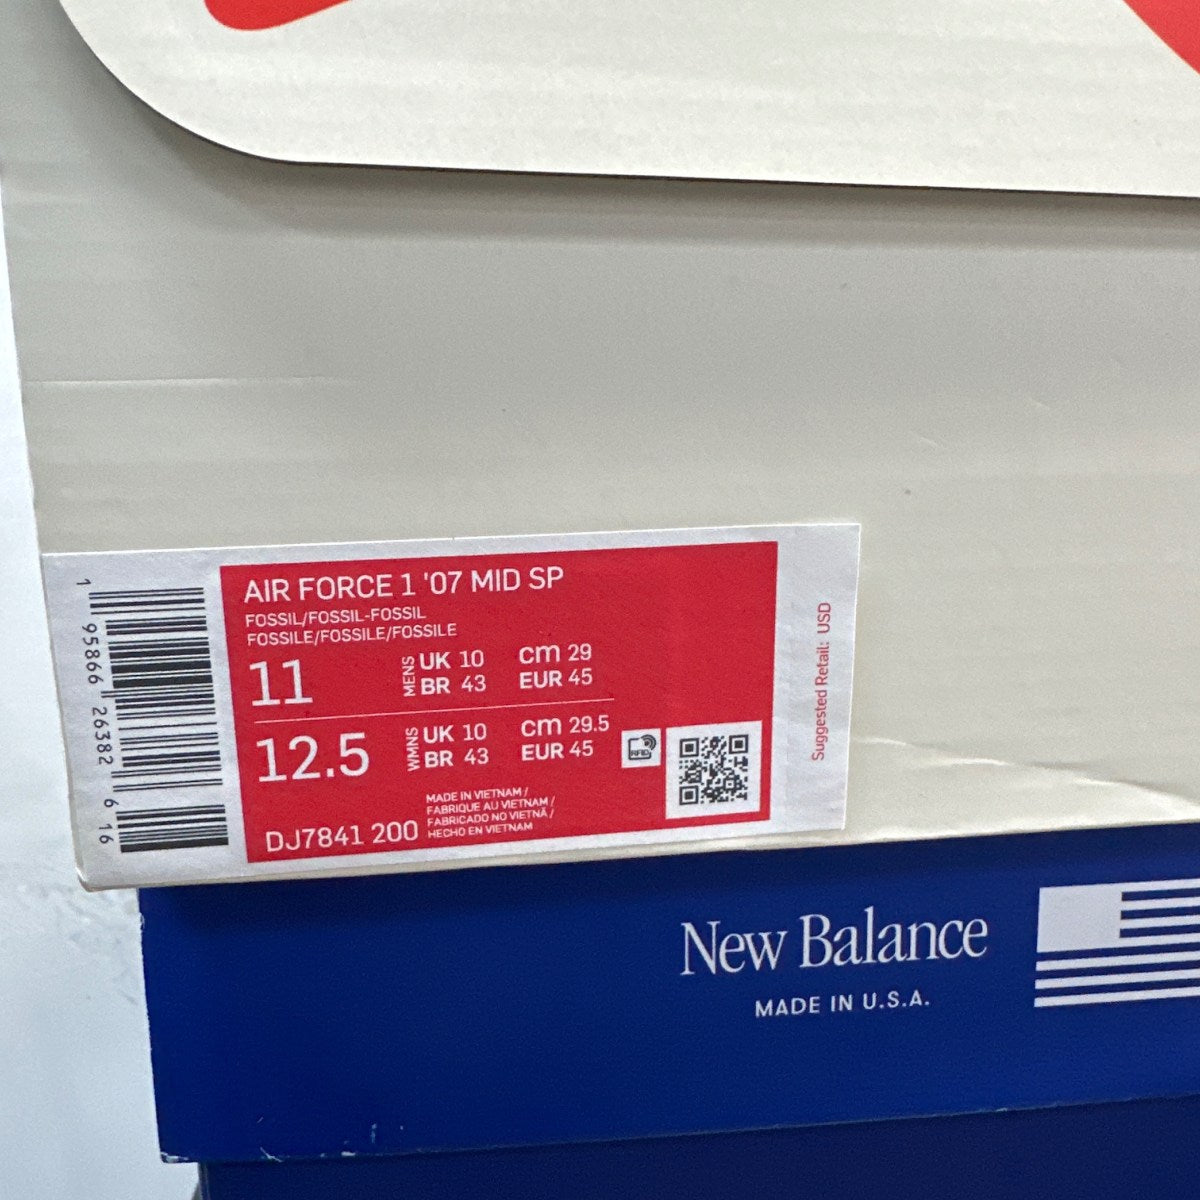 AIR FORCE 1 '07 MID SP
FOSSIL/FOSSIL-FOSSIL
FOSSILE/FOSSILE/FOSSILE
11 MENS UK 10 cm 29
BR 43 EUR 45
12.5 WMNS UK 10 cm 29.5
BR 43 EUR 45
RFID
MADE IN VIETNAM /
FABRIQUE AU VIETNAM /
FABRICADO NO VIETNÃ /
HECHO EN VIETNAM
DJ7841 200
1 95866 26382 6 16
Suggested Retail: USD
New Balance
MADE IN U.S.A.